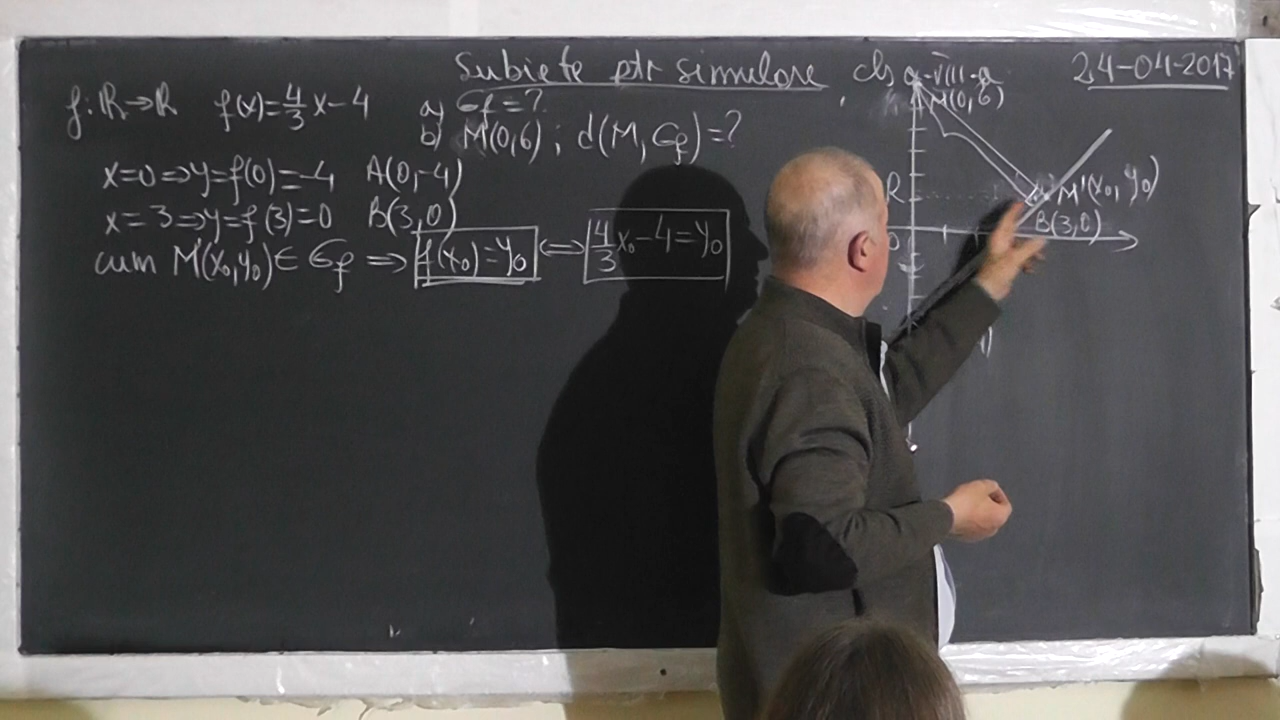 Subiete ptr simulare cls a-VIII-a 24-04-2017
f: ℝ→ℝ f(x)=4/3 x-4 a) Gf=?
b) M(0,6); d(M,Gf)=?
x=0⇒y=f(0)=-4 A(0,-4)
x=3⇒y=f(3)=0 B(3,0)
cum M'(x₀,y₀)∈Gf ⇒ f(x₀)=y₀ ⇔ 4/3 x₀-4=y₀
M(0,6)
R M'(x₀,y₀)
B(3,0)